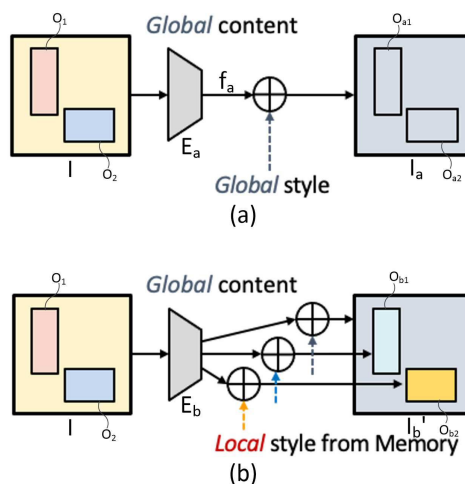 Global content
O1
Oa1
fa
Ea
O2
I
Ia
Oa2
Global style
(a)
Global content
O1
Ob1
Eb
O2
I
Ib'
Ob2
Local style from Memory
(b)